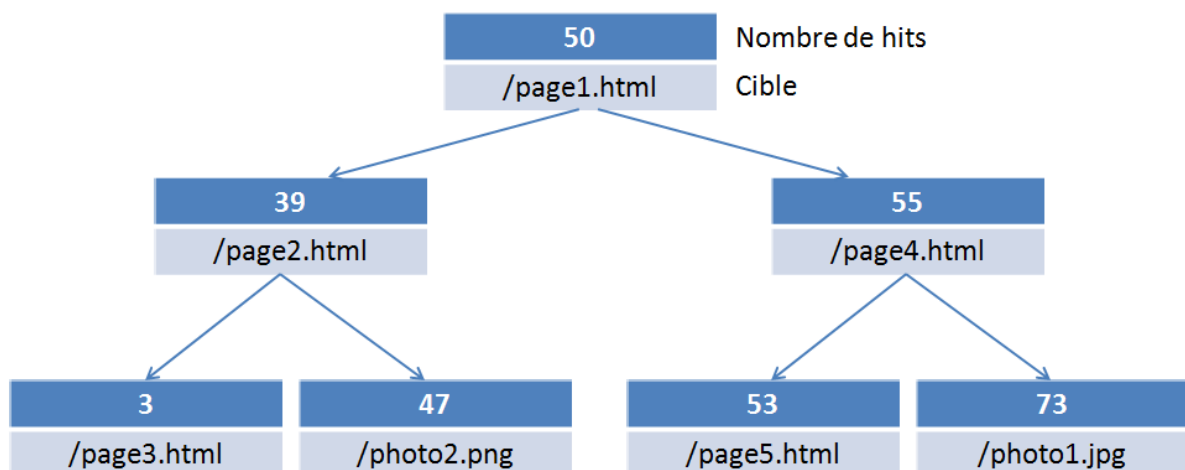 50 Nombre de hits
/page1.html Cible
39 55
/page2.html /page4.html
3 47 53 73
/page3.html /photo2.png /page5.html /photo1.jpg